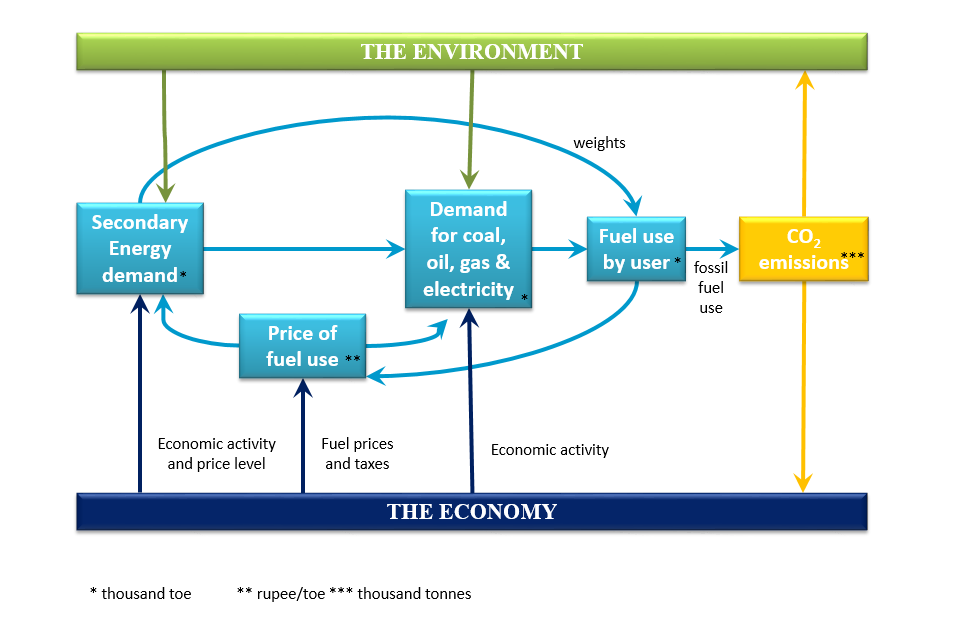 THE ENVIRONMENT
weights
Secondary
Energy
demand*
Demand
for coal,
oil, gas &
electricity *
Fuel use
by user *
CO₂
emissions***
fossil
fuel
use
Price of
fuel use **
Economic activity
and price level
Fuel prices
and taxes
Economic activity
THE ECONOMY
* thousand toe ** rupee/toe *** thousand tonnes